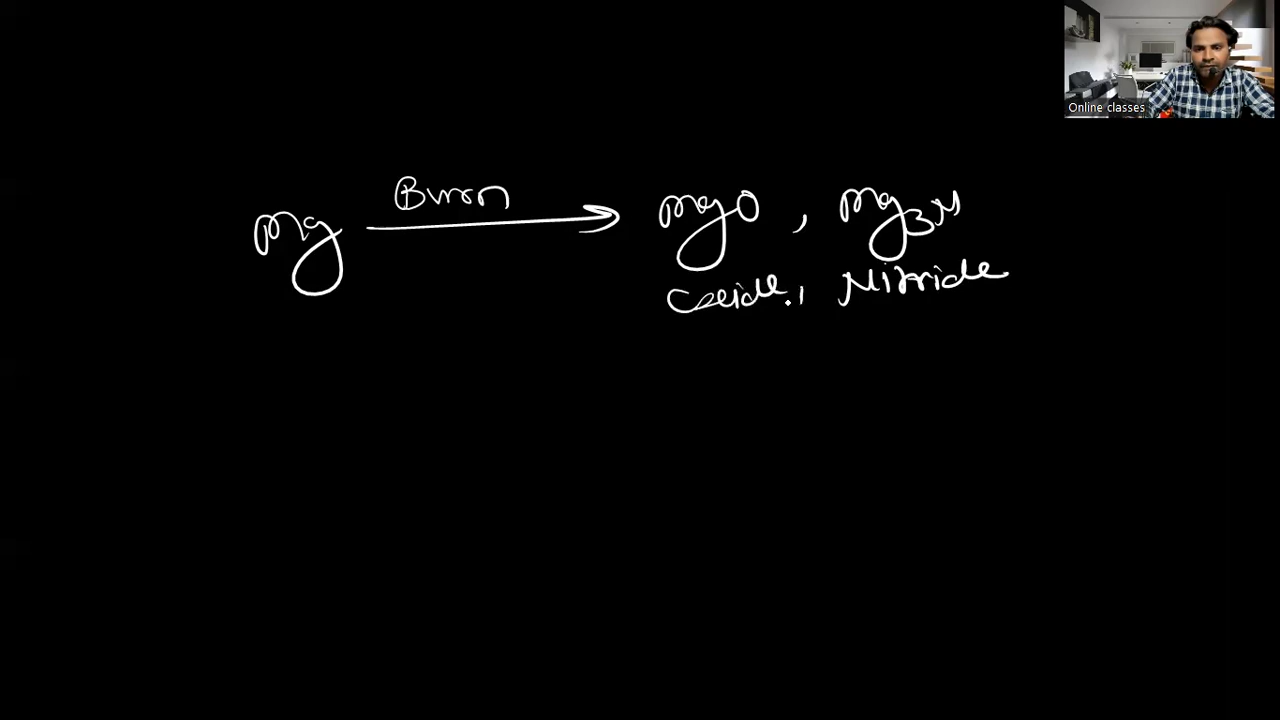 Online classes
Burn
Mg → MgO , Mg3N
Oxide, Nitride